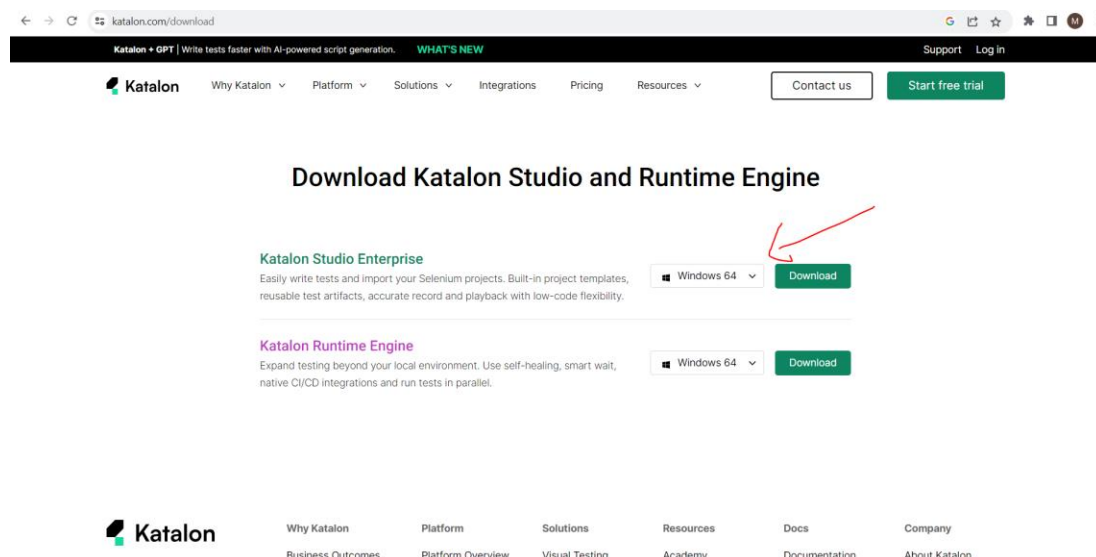 katalon.com/download
G
M
Katalon + GPT | Write tests faster with AI-powered script generation. WHAT'S NEW Support Log in
Katalon Why Katalon Platform Solutions Integrations Pricing Resources Contact us Start free trial
Download Katalon Studio and Runtime Engine
Katalon Studio Enterprise
Easily write tests and import your Selenium projects. Built-in project templates,
reusable test artifacts, accurate record and playback with low-code flexibility.
Windows 64 Download
Katalon Runtime Engine
Expand testing beyond your local environment. Use self-healing, smart wait,
native CI/CD integrations and run tests in parallel.
Windows 64 Download
Katalon Why Katalon Platform Solutions Resources Docs Company
Business Outcomes Platform Overview Visual Testing Academy Documentation About Katalon